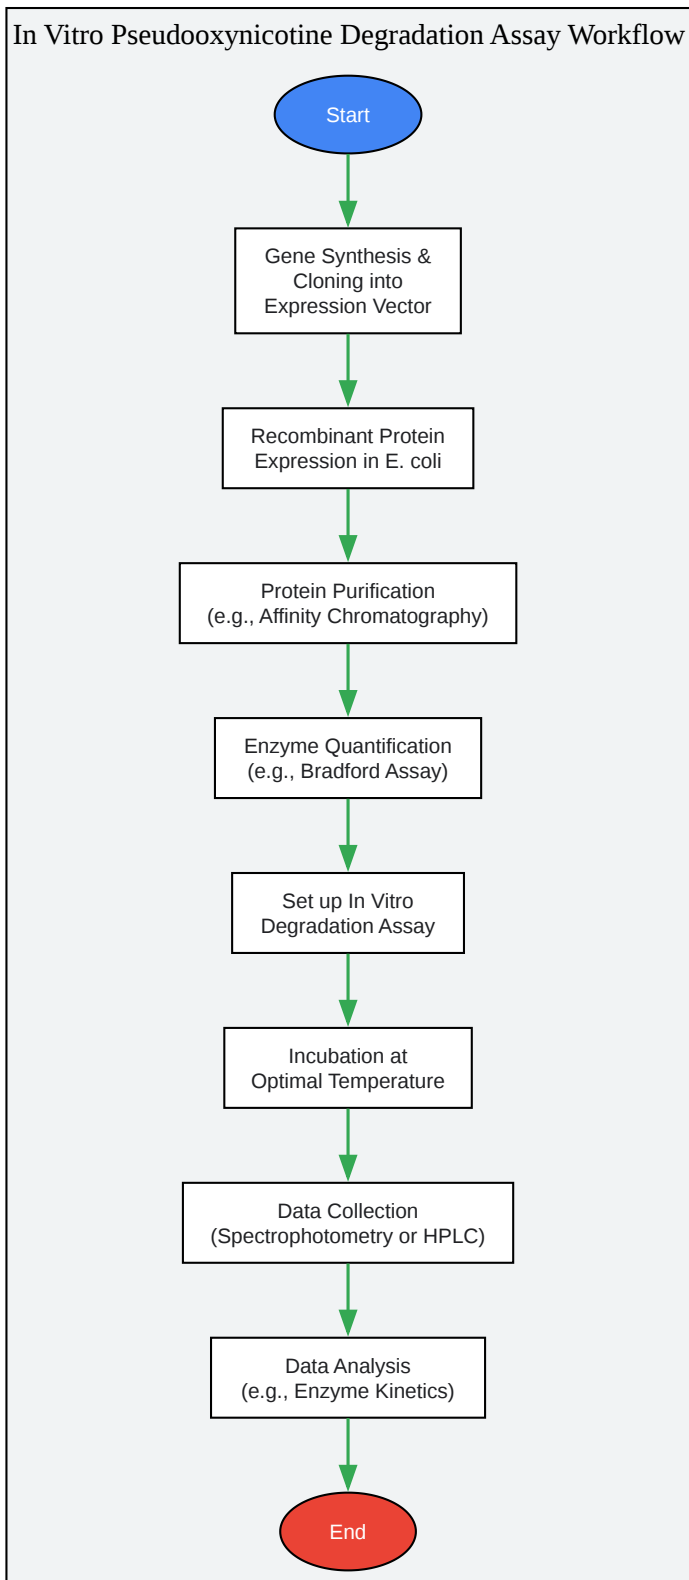 In Vitro Pseudooxynicotine Degradation Assay Workflow
Start
Gene Synthesis &
Cloning into
Expression Vector
Recombinant Protein
Expression in E. coli
Protein Purification
(e.g., Affinity Chromatography)
Enzyme Quantification
(e.g., Bradford Assay)
Set up In Vitro
Degradation Assay
Incubation at
Optimal Temperature
Data Collection
(Spectrophotometry or HPLC)
Data Analysis
(e.g., Enzyme Kinetics)
End